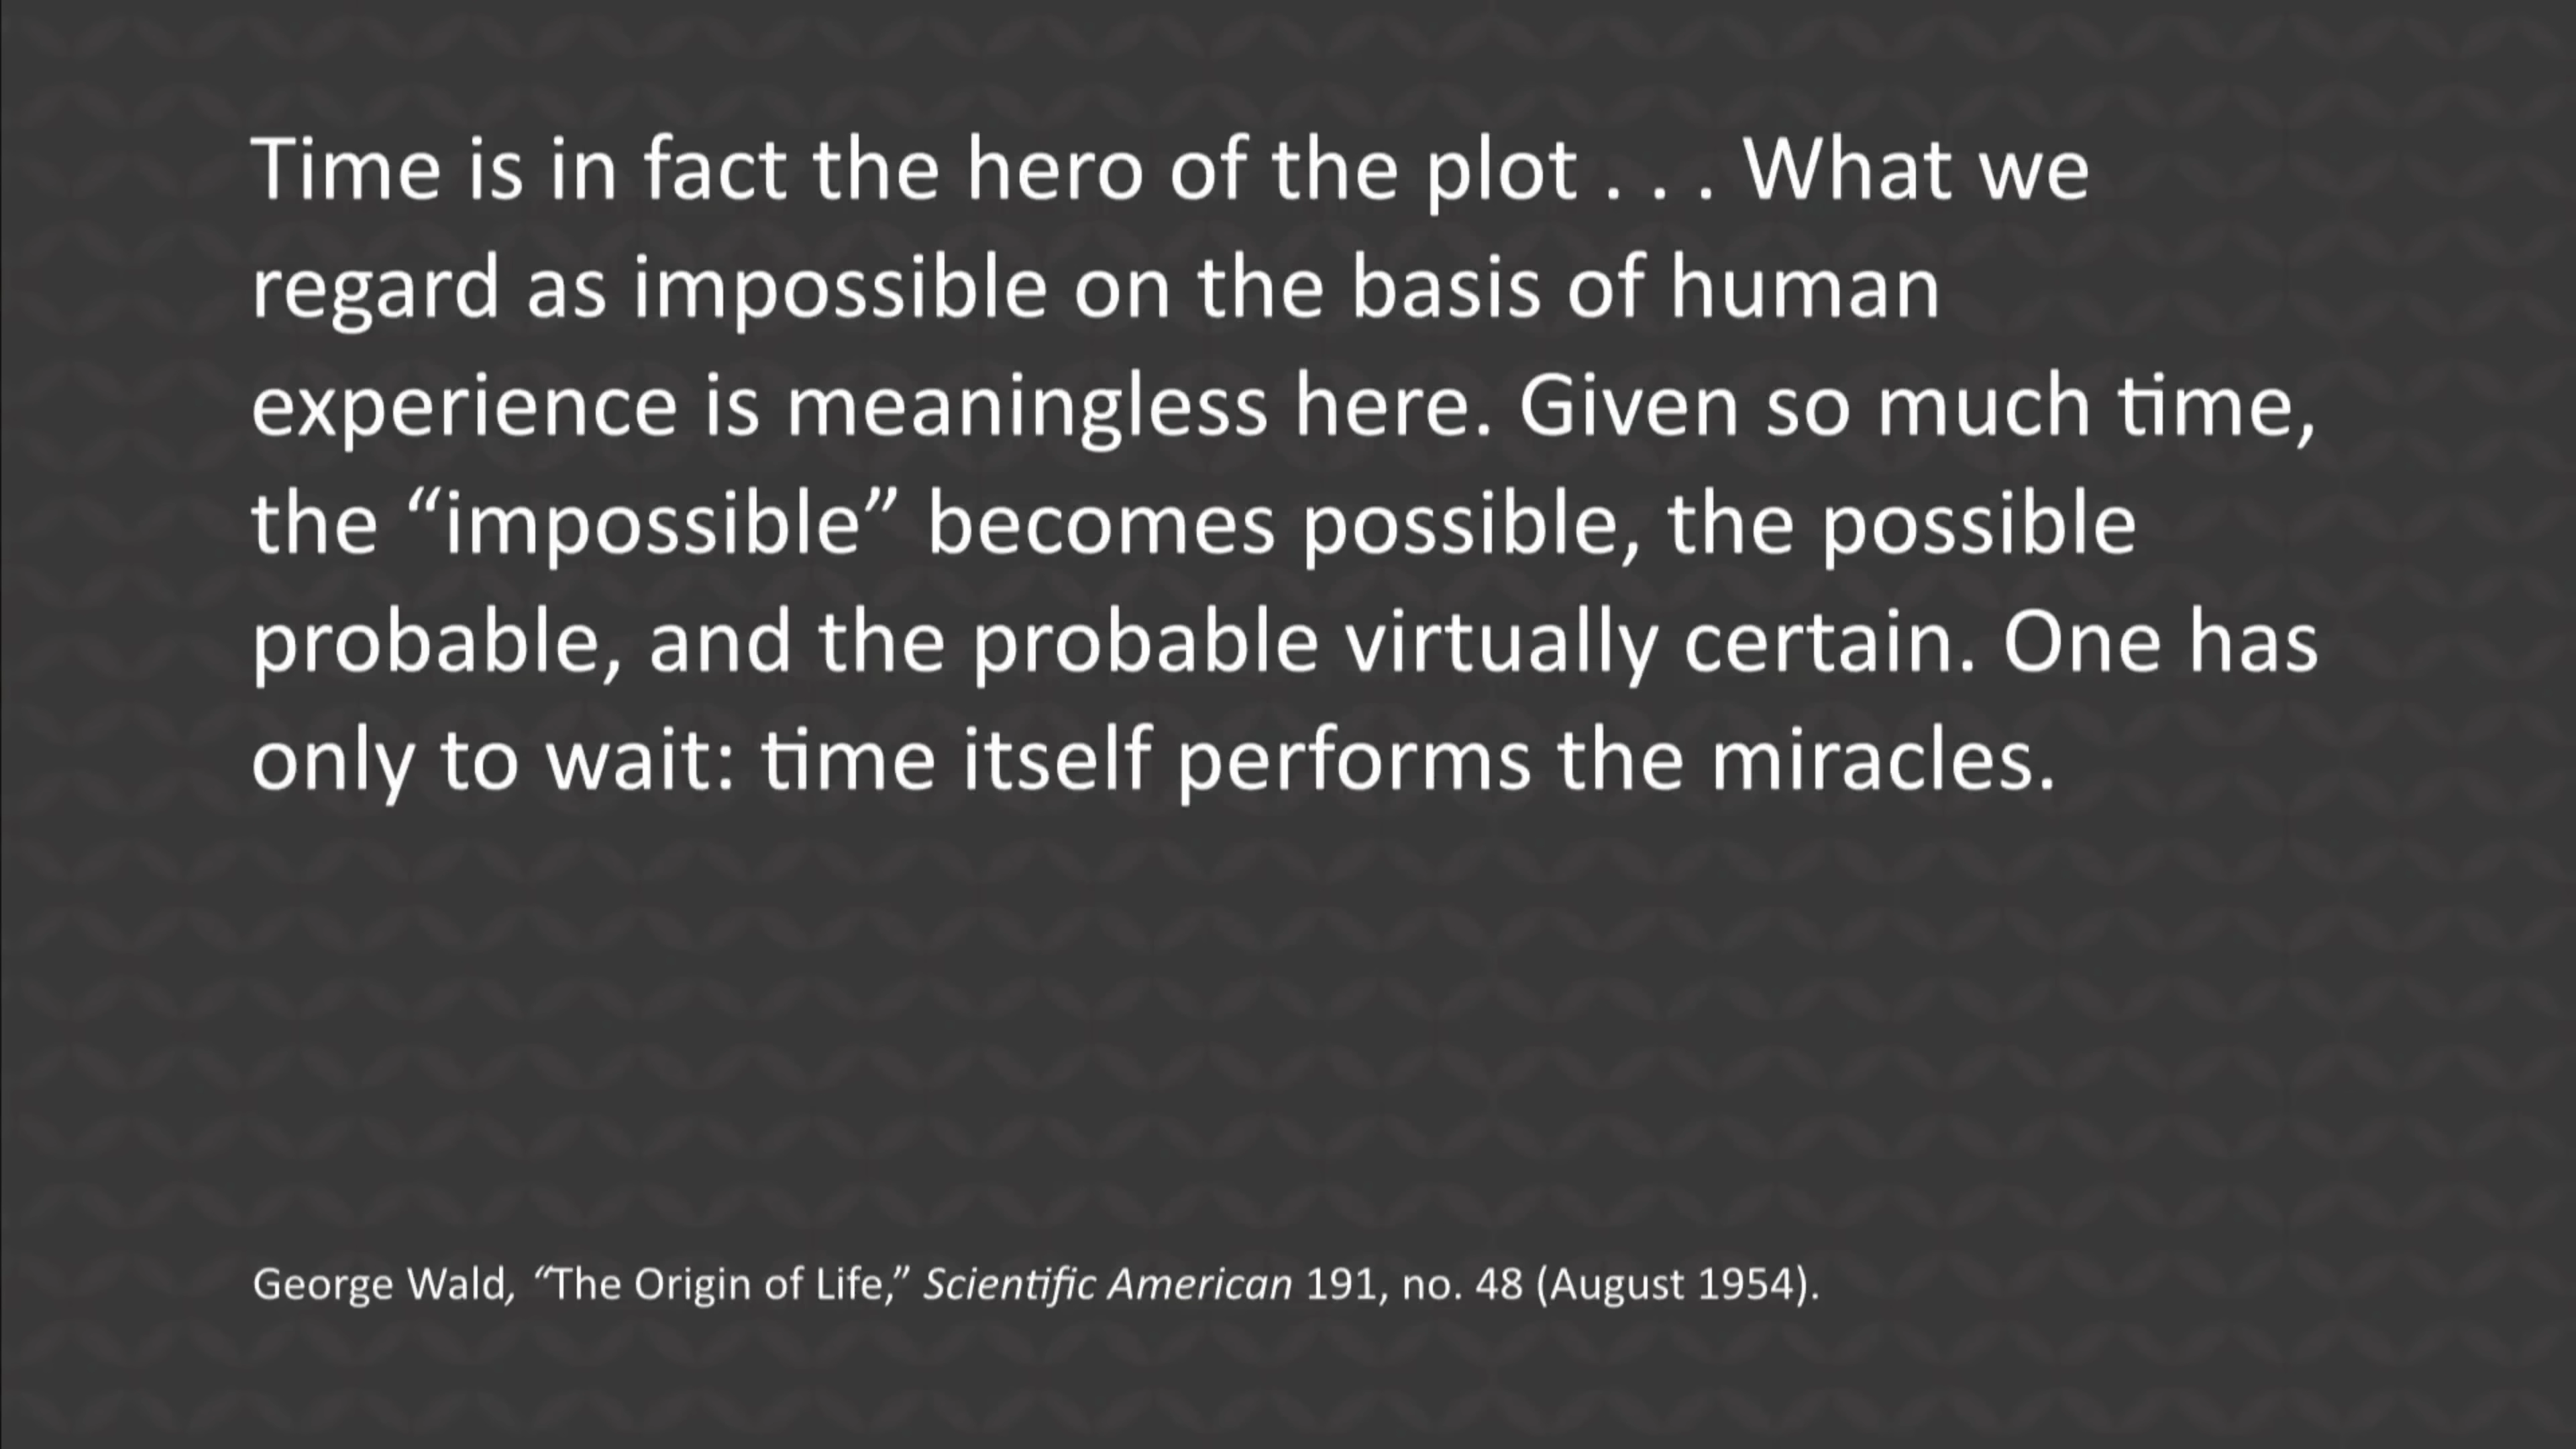 Time is in fact the hero of the plot . . . What we
regard as impossible on the basis of human
experience is meaningless here. Given so much time,
the “impossible” becomes possible, the possible
probable, and the probable virtually certain. One has
only to wait: time itself performs the miracles.
George Wald, “The Origin of Life,” Scientific American 191, no. 48 (August 1954).